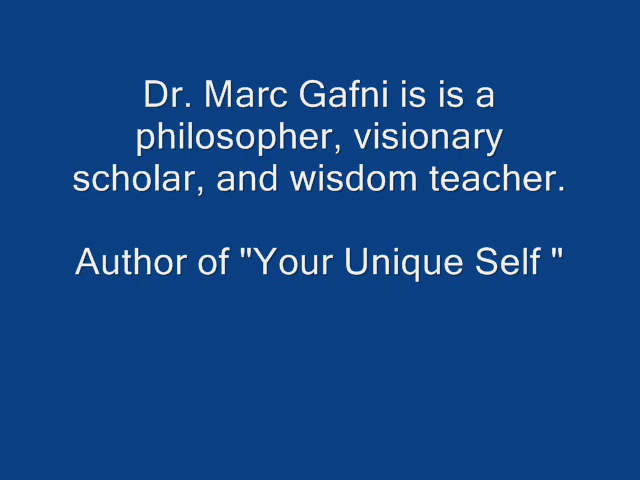 Dr. Marc Gafni is is a
philosopher, visionary
scholar, and wisdom teacher.
Author of "Your Unique Self "